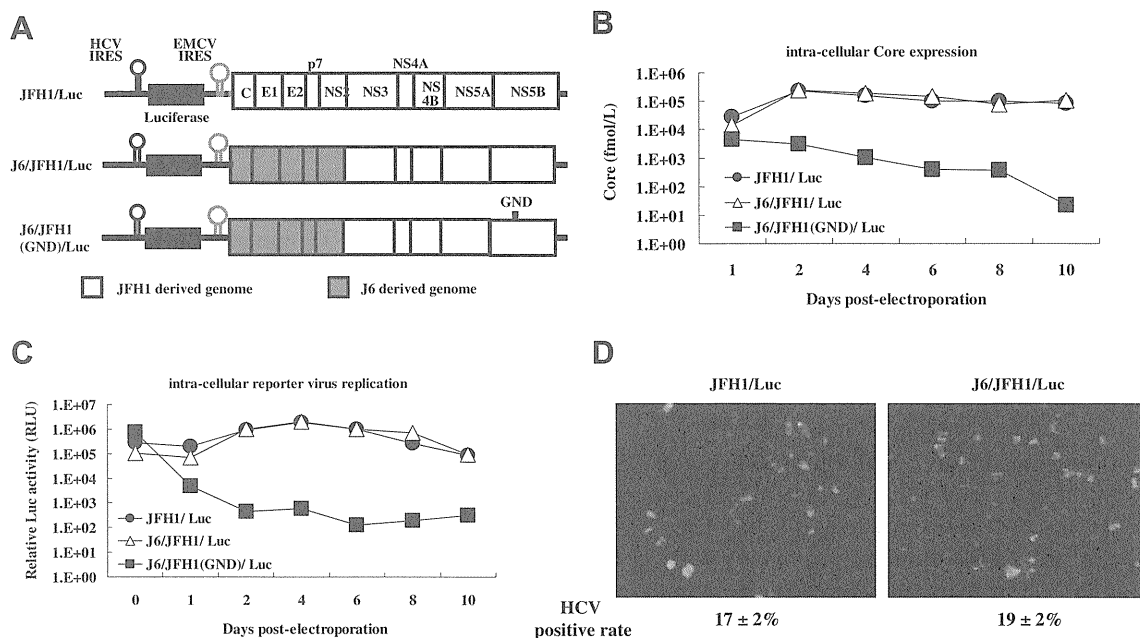 A
HCV
IRES
EMCV
IRES
p7
NS4A
JFH1/Luc
C
E1
E2
NS2
NS3
NS
4B
NS5A
NS5B
Luciferase
J6/JFH1/Luc
GND
J6/JFH1
(GND)/Luc
JFH1 derived genome
J6 derived genome
B
intra-cellular Core expression
Core (fmol/L)
1.E+06
1.E+05
1.E+04
1.E+03
1.E+02
1.E+01
1.E+00
JFH1/ Luc
J6/JFH1/ Luc
J6/JFH1(GND)/ Luc
1 2 4 6 8 10
Days post-electroporation
C
intra-cellular reporter virus replication
Relative Luc activity (RLU)
1.E+07
1.E+06
1.E+05
1.E+04
1.E+03
1.E+02
1.E+01
1.E+00
JFH1/ Luc
J6/JFH1/ Luc
J6/JFH1(GND)/ Luc
0 1 2 4 6 8 10
Days post-electroporation
D
JFH1/Luc
J6/JFH1/Luc
HCV
positive rate
17 ± 2%
19 ± 2%